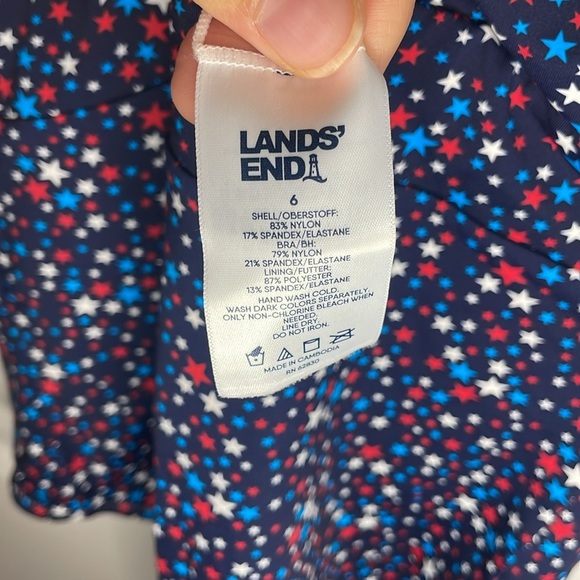 LANDS'
END
6
SHELL/OBERSTOFF:
83% NYLON
17% SPANDEX/ELASTANE
BRA/BH:
79% NYLON
21% SPANDEX/ELASTANE
LINING/FUTTER:
87% POLYESTER
13% SPANDEX/ELASTANE
HAND WASH COLD.
WASH DARK COLORS SEPARATELY.
ONLY NON-CHLORINE BLEACH WHEN
NEEDED.
LINE DRY.
DO NOT IRON.
MADE IN CAMBODIA
RN 62830